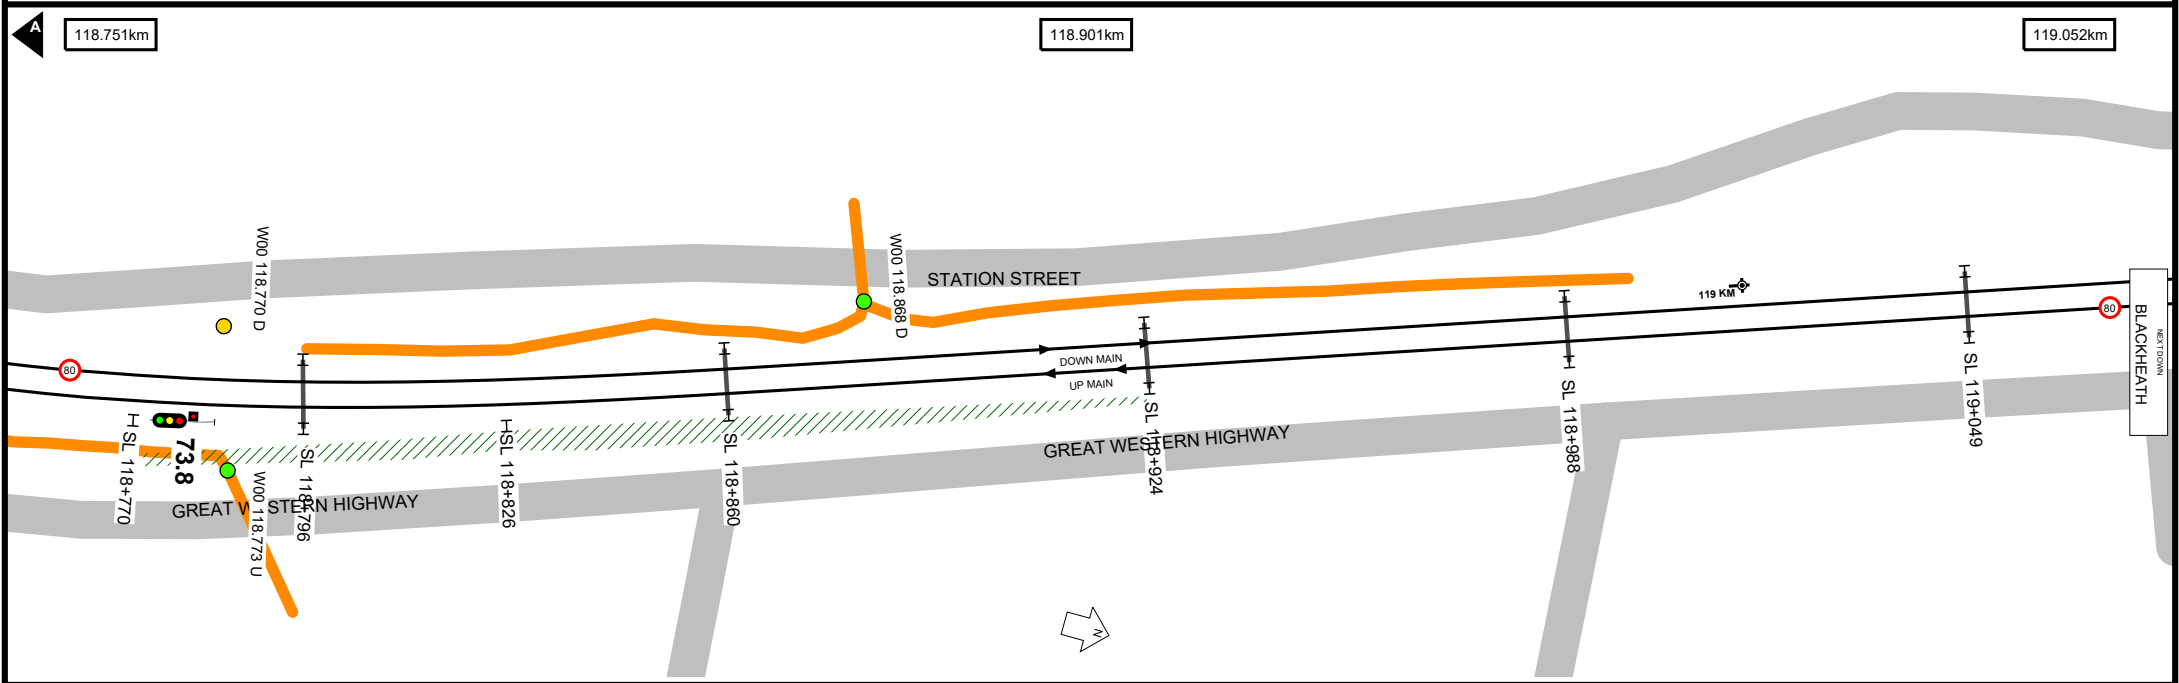 A
118.751km
118.901km
119.052km
W00 118.770 D
W00 118.868 D
STATION STREET
119 KM
80
80
DOWN MAIN
UP MAIN
NEXT DOWN
BLACKHEATH
73.8
SL 118+770
W00 118.773 U
SL 118+796
SL 118+826
SL 118+860
SL 118+924
SL 118+988
SL 119+049
GREAT WESTERN HIGHWAY
GREAT WESTERN HIGHWAY
N